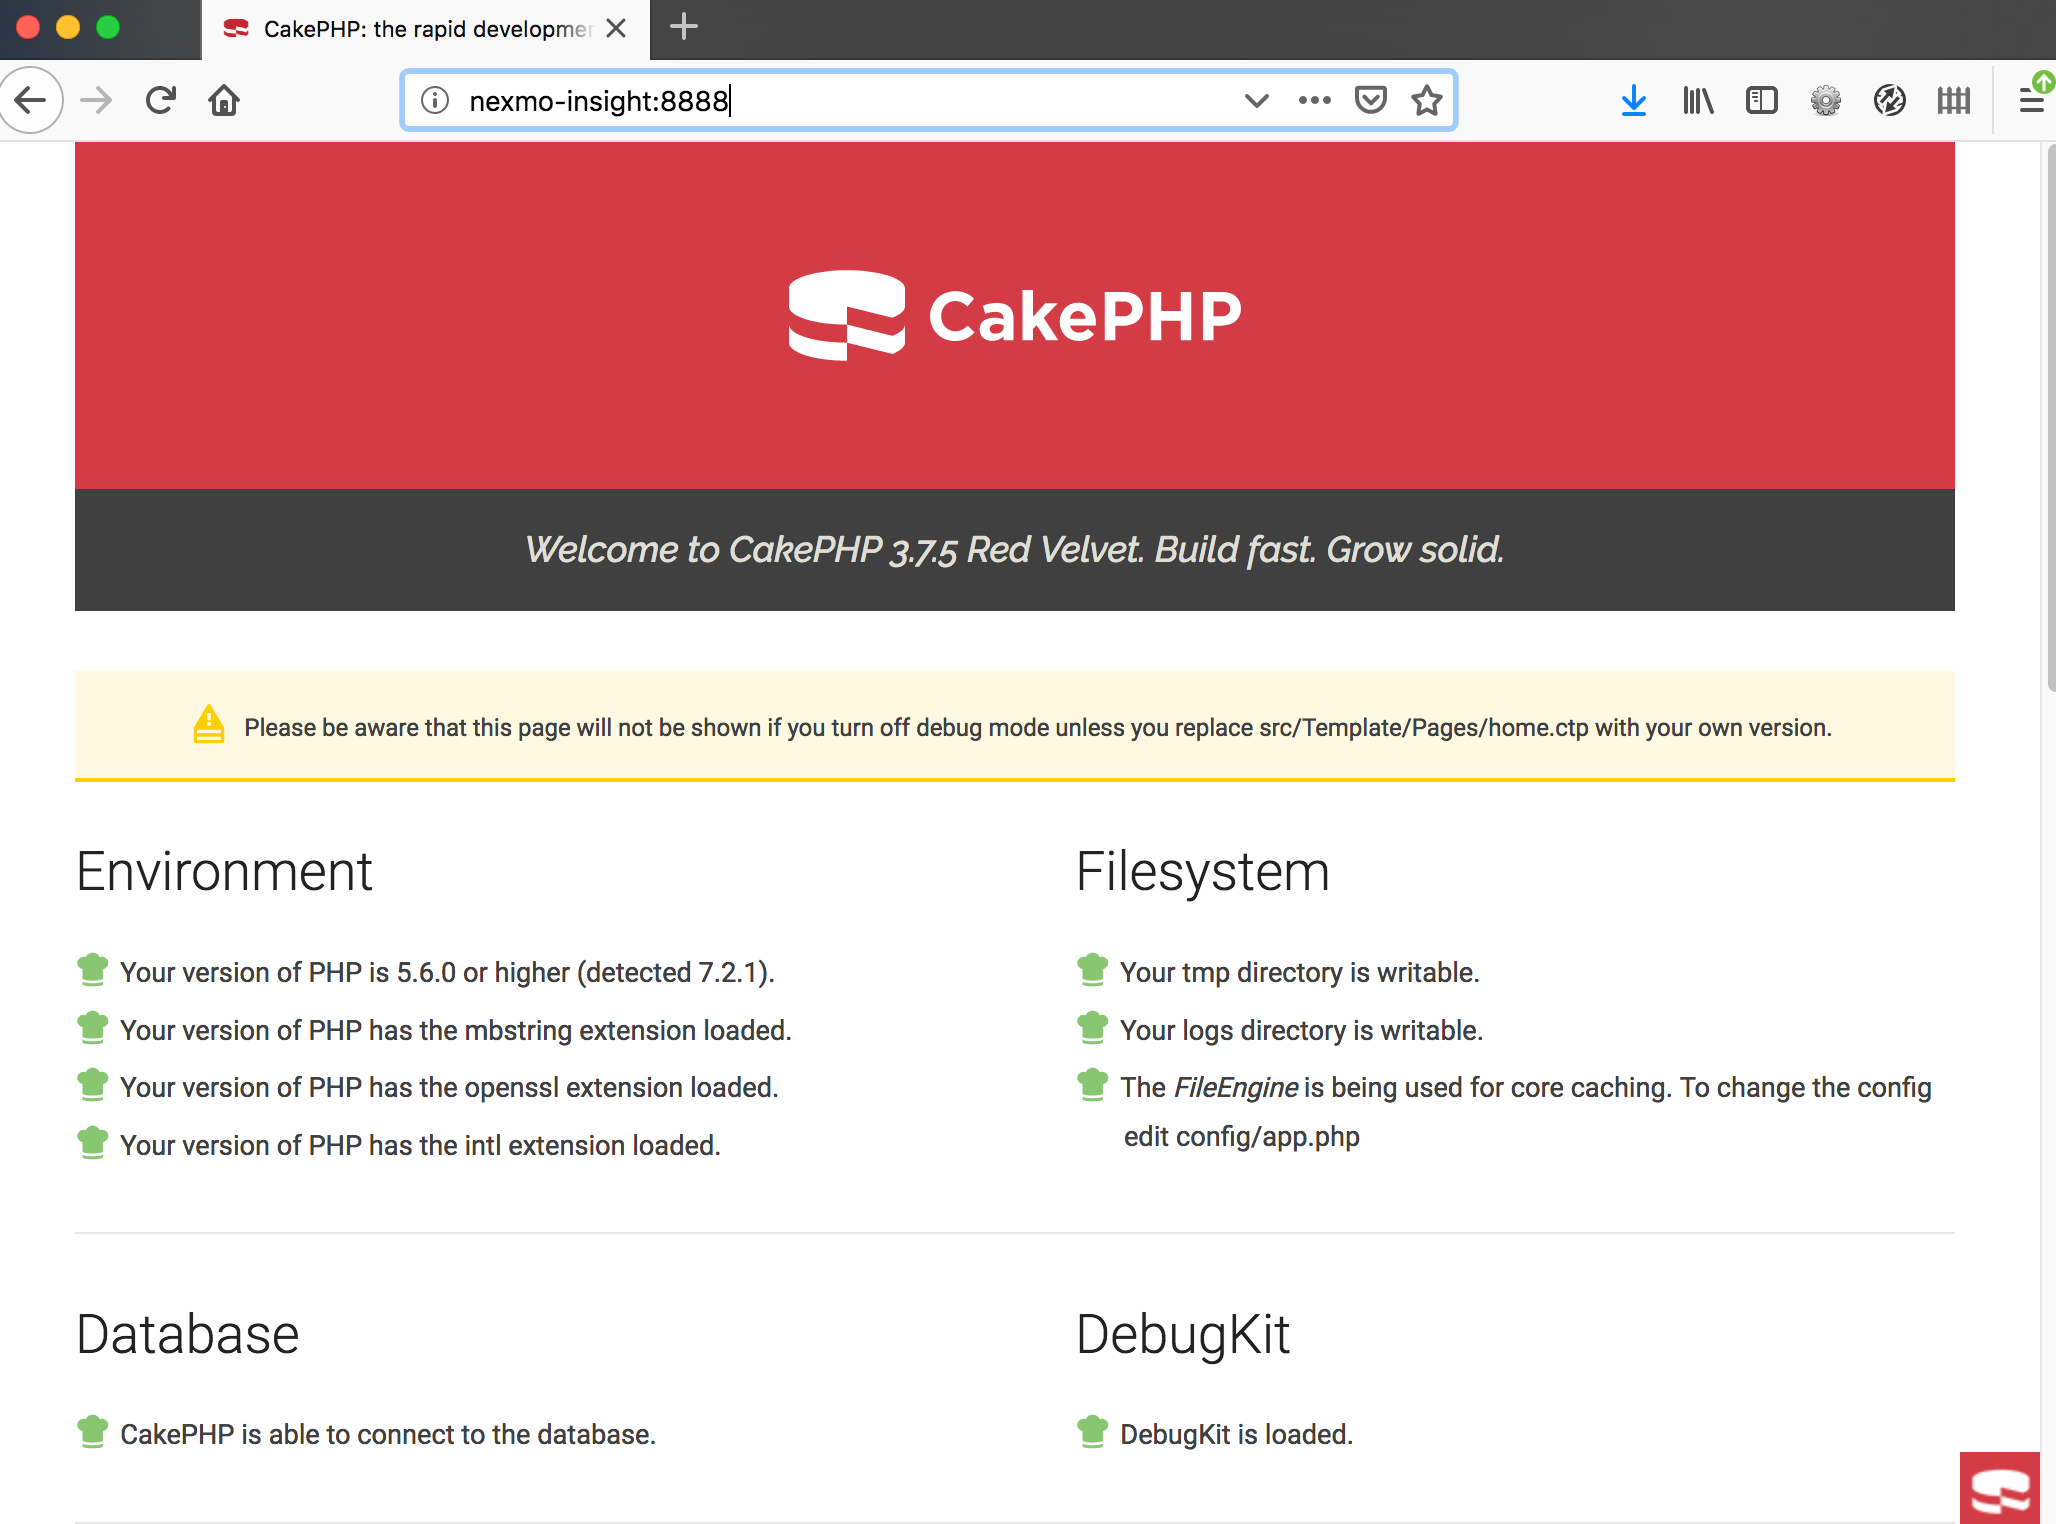 CakePHP: the rapid developmen
nexmo-insight:8888
CakePHP
Welcome to CakePHP 3.7.5 Red Velvet. Build fast. Grow solid.
Please be aware that this page will not be shown if you turn off debug mode unless you replace src/Template/Pages/home.ctp with your own version.
Environment
Your version of PHP is 5.6.0 or higher (detected 7.2.1).
Your version of PHP has the mbstring extension loaded.
Your version of PHP has the openssl extension loaded.
Your version of PHP has the intl extension loaded.
Filesystem
Your tmp directory is writable.
Your logs directory is writable.
The FileEngine is being used for core caching. To change the config
edit config/app.php
Database
CakePHP is able to connect to the database.
DebugKit
DebugKit is loaded.